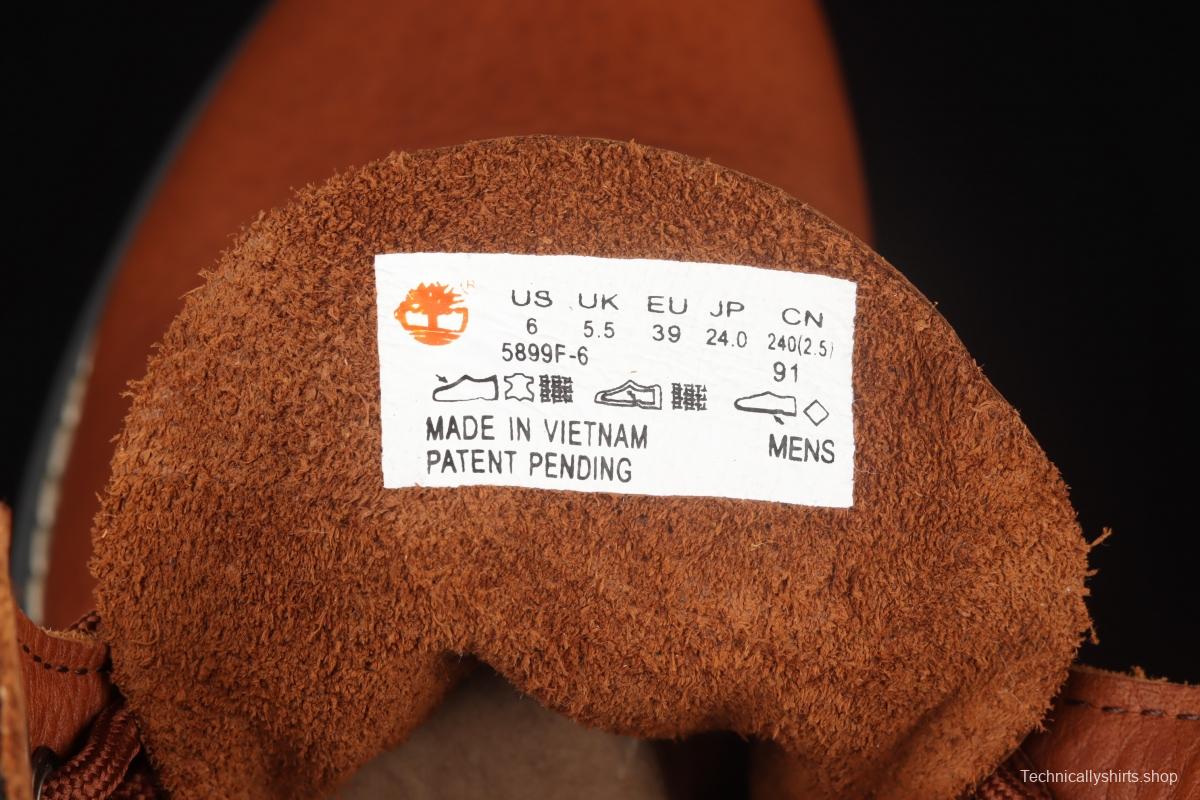 US UK EU JP CN
6 5.5 39 24.0 240(2.5)
5899F-6 91
MADE IN VIETNAM
PATENT PENDING
MENS
Technicallyshirts.shop